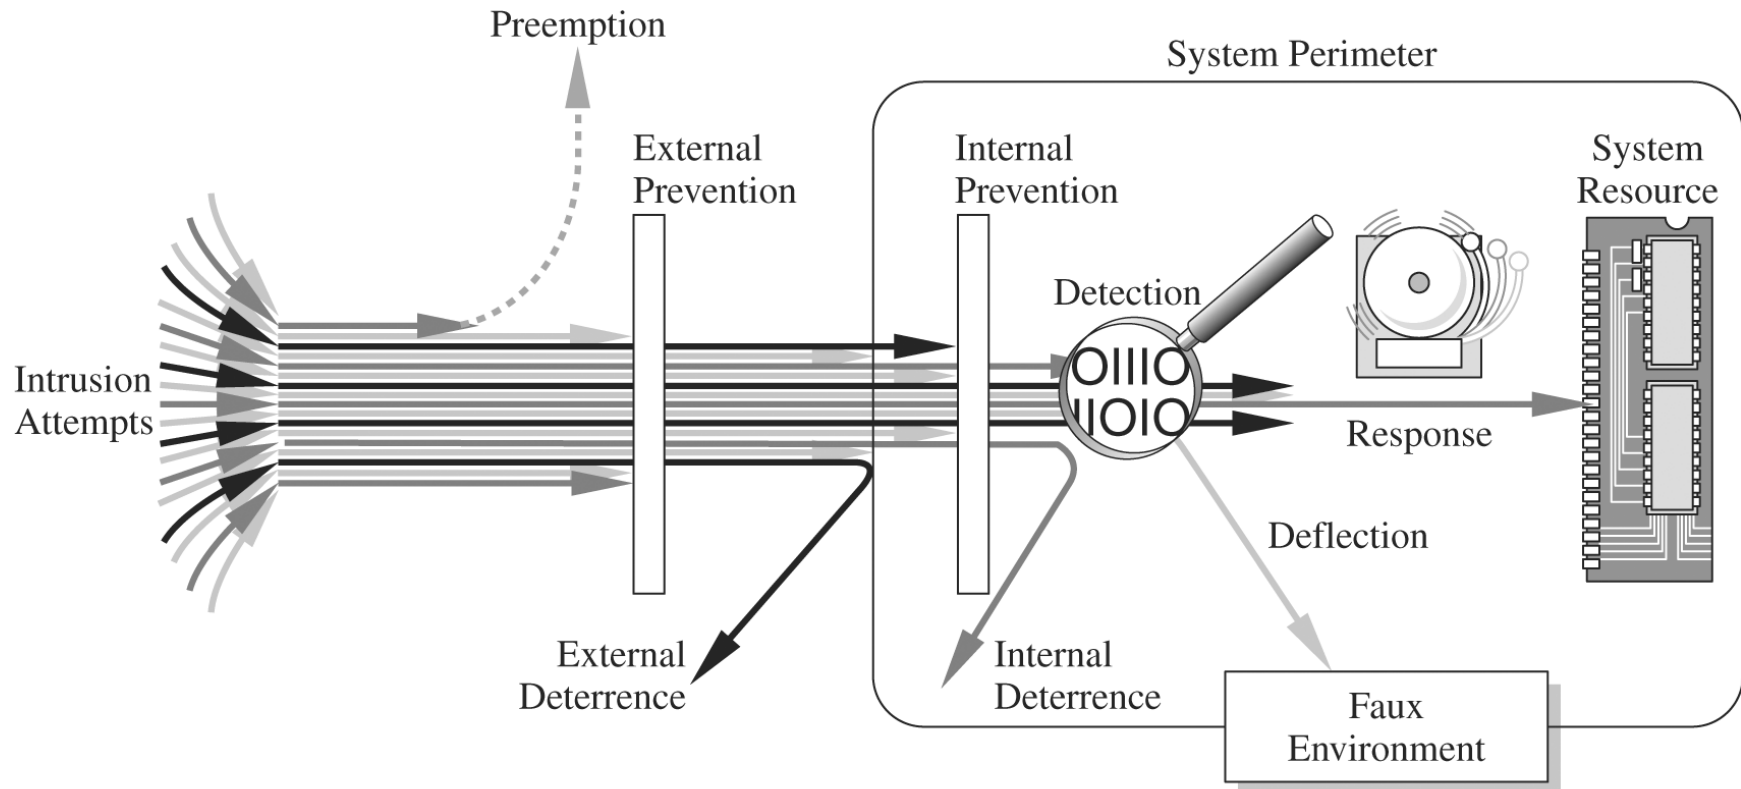 Preemption
System Perimeter
External
Prevention
Internal
Prevention
System
Resource
Detection
OIIIO
IIOIO
Intrusion
Attempts
Response
Deflection
External
Deterrence
Internal
Deterrence
Faux
Environment